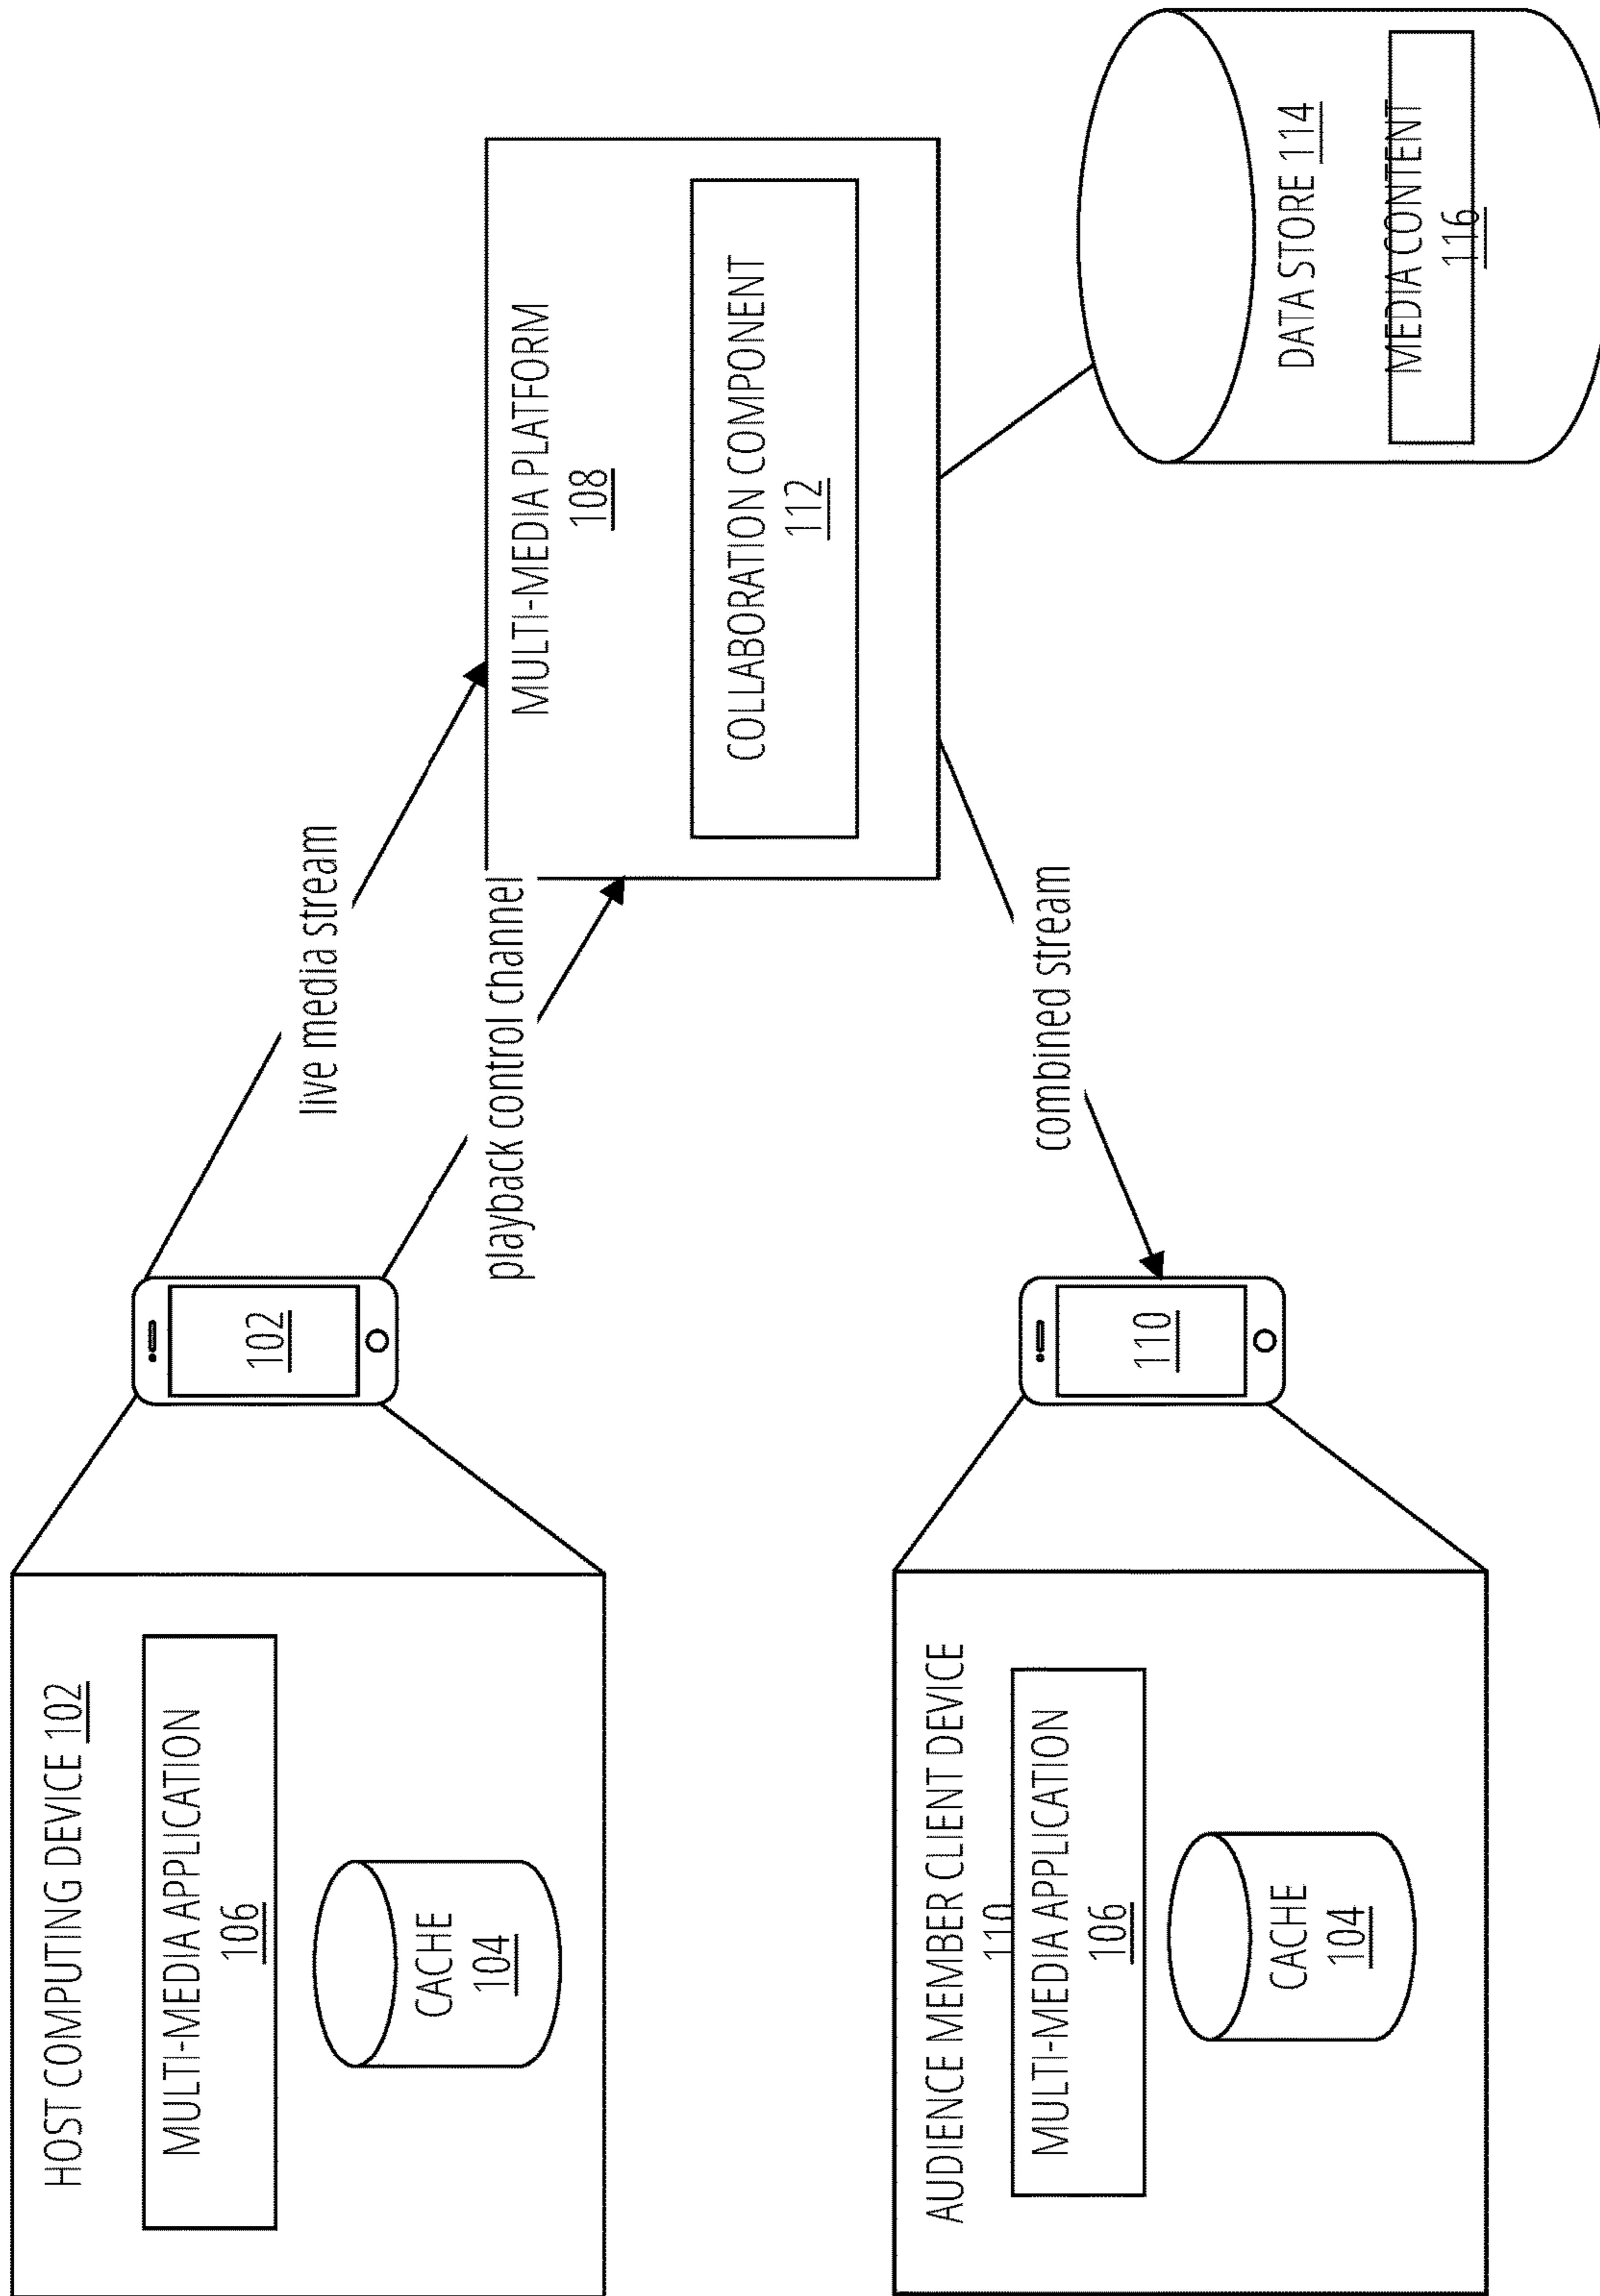 HOST COMPUTING DEVICE 102
MULTI-MEDIA APPLICATION
106
CACHE
104
102
live media stream
playback control channel
MULTI-MEDIA PLATFORM
108
COLLABORATION COMPONENT
112
AUDIENCE MEMBER CLIENT DEVICE
110
MULTI-MEDIA APPLICATION
106
CACHE
104
110
combined stream
DATA STORE 114
MEDIA CONTENT
116